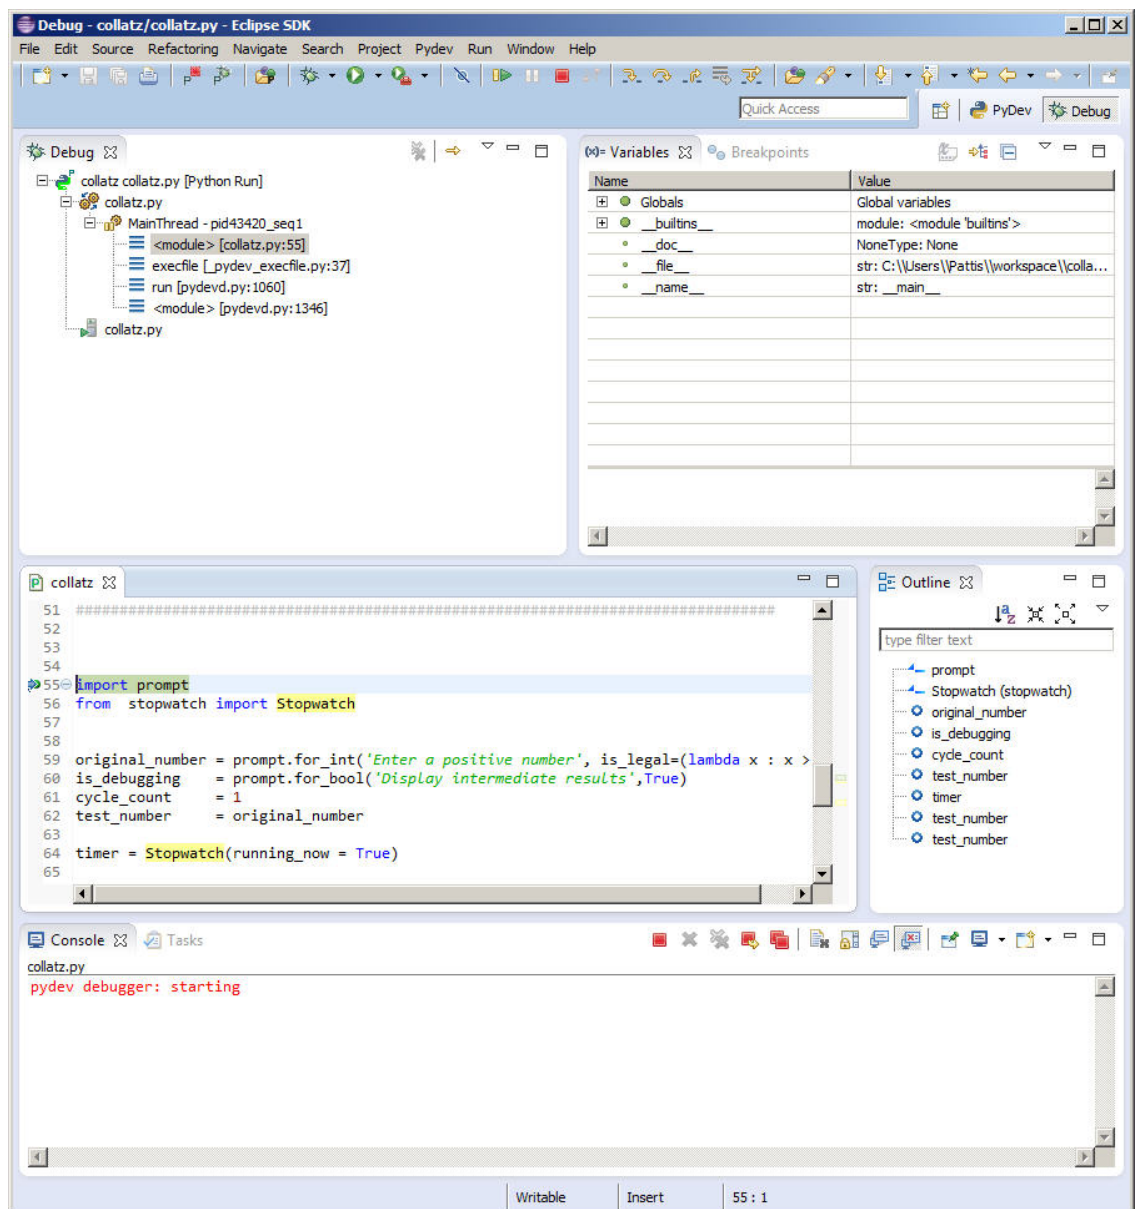 Debug - collatz/collatz.py - Eclipse SDK
File Edit Source Refactoring Navigate Search Project Pydev Run Window Help
Quick Access
PyDev Debug
Debug
collatz collatz.py [Python Run]
collatz.py
MainThread - pid43420_seq1
<module> [collatz.py:55]
execfile [_pydev_execfile.py:37]
run [pydevd.py:1060]
<module> [pydevd.py:1346]
collatz.py
(x)= Variables Breakpoints
Name Value
Globals Global variables
__builtins__ module: <module 'builtins'>
__doc__ NoneType: None
__file__ str: C:\\Users\\Pattis\\workspace\\colla...
__name__ str: __main__
collatz
51 ################################################################################
52
53
54
55 import prompt
56 from  stopwatch import Stopwatch
57
58
59 original_number = prompt.for_int('Enter a positive number', is_legal=(lambda x : x >
60 is_debugging    = prompt.for_bool('Display intermediate results',True)
61 cycle_count     = 1
62 test_number     = original_number
63
64 timer = Stopwatch(running_now = True)
65
Outline
type filter text
prompt
Stopwatch (stopwatch)
original_number
is_debugging
cycle_count
test_number
timer
test_number
test_number
Console Tasks
collatz.py
pydev debugger: starting
Writable Insert 55 : 1